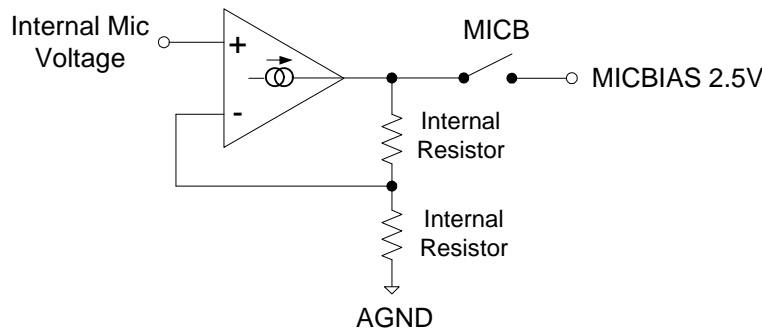 Internal Mic
Voltage
+
-
MICB
MICBIAS 2.5V
Internal
Resistor
Internal
Resistor
AGND